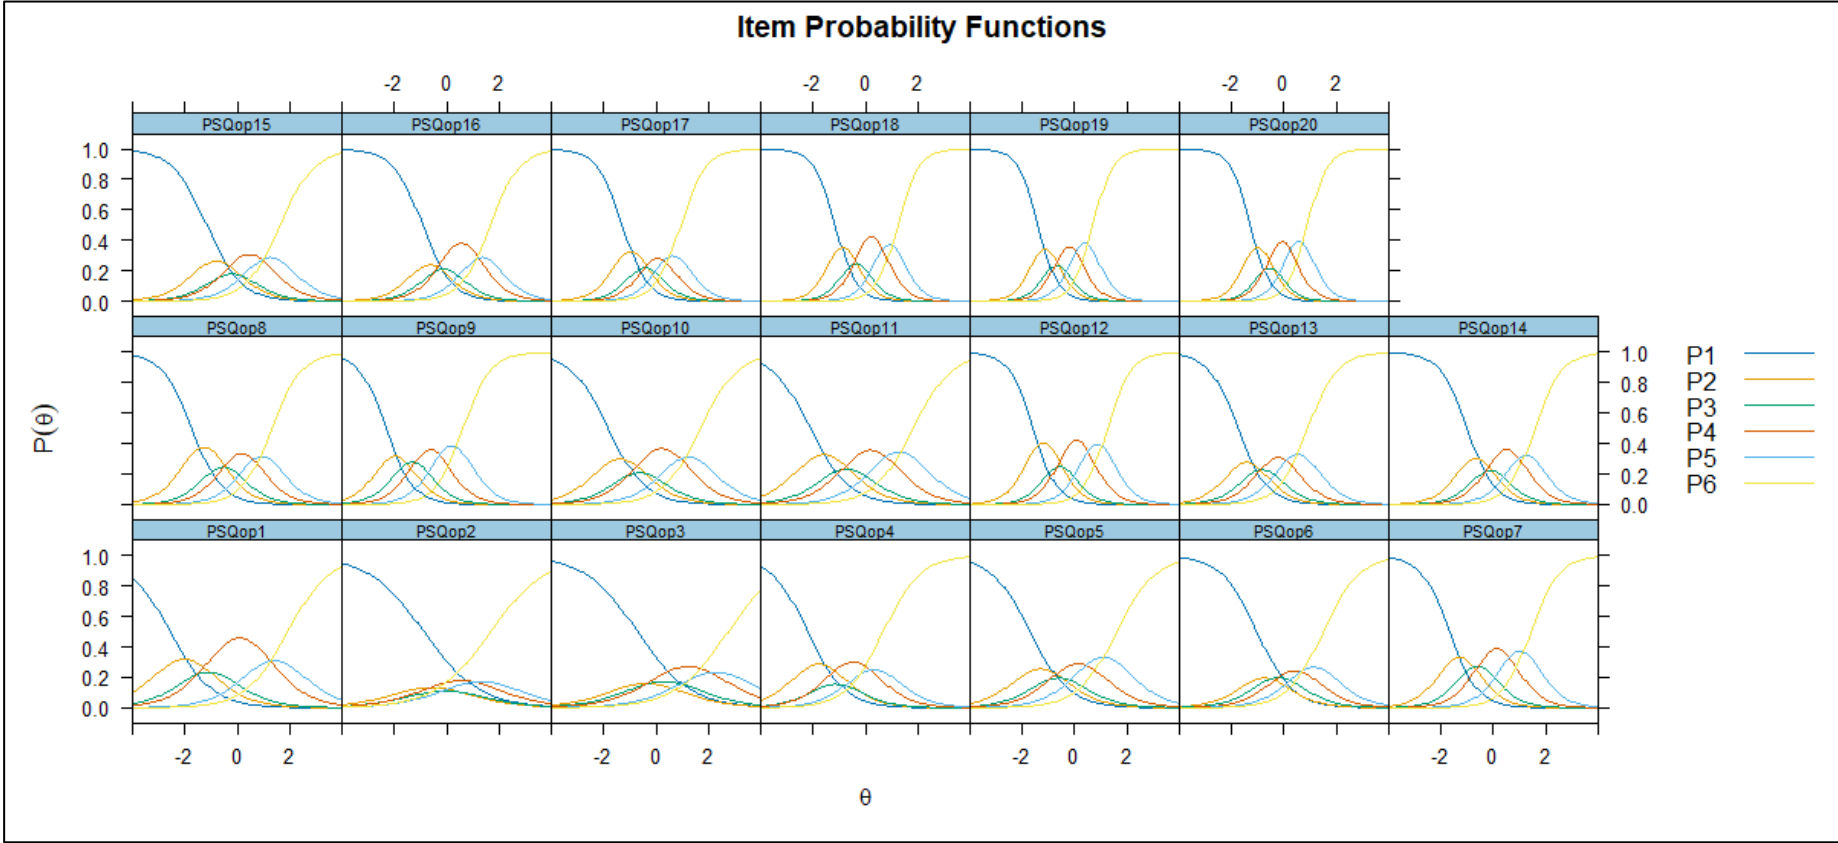 Item Probability Functions
-2 0 2 -2 0 2 -2 0 2
PSQop15 PSQop16 PSQop17 PSQop18 PSQop19 PSQop20
1.0
0.8
0.6
0.4
0.2
0.0
PSQop8 PSQop9 PSQop10 PSQop11 PSQop12 PSQop13 PSQop14
1.0
0.8
0.6
0.4
0.2
0.0
P(θ)
PSQop1 PSQop2 PSQop3 PSQop4 PSQop5 PSQop6 PSQop7
1.0
0.8
0.6
0.4
0.2
0.0
-2 0 2 -2 0 2 -2 0 2 -2 0 2
θ
P1
P2
P3
P4
P5
P6